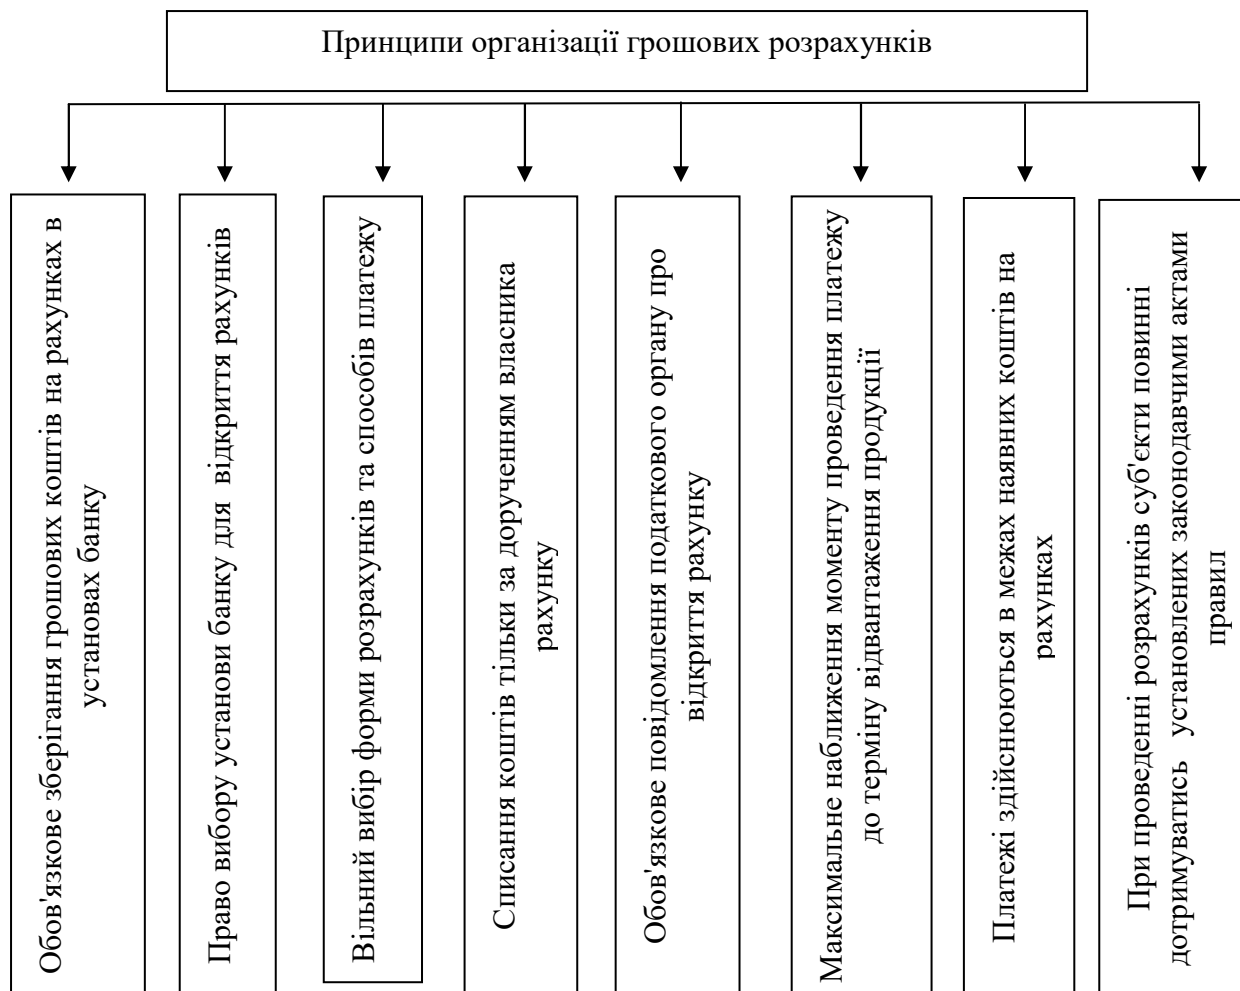 Принципи організації грошових розрахунків
Обов'язкове зберігання грошових коштів на рахунках в
установах банку
Право вибору установи банку для відкриття рахунків
Вільний вибір форми розрахунків та способів платежу
Списання коштів тільки за дорученням власника
рахунку
Обов'язкове повідомлення податкового органу про
відкриття рахунку
Максимальне наближення моменту проведення платежу
до терміну відвантаження продукції
Платежі здійснюються в межах наявних коштів на
рахунках
При проведенні розрахунків суб'єкти повинні
дотримуватись установлених законодавчими актами
правил